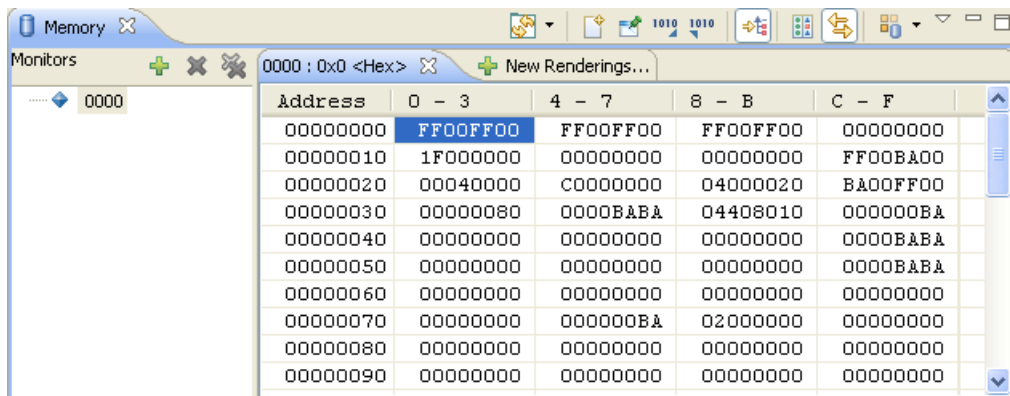 Memory
1010 1010
Monitors
0000 : 0x0 <Hex>
New Renderings...
0000
Address 0 - 3 4 - 7 8 - B C - F
00000000 FF00FF00 FF00FF00 FF00FF00 00000000
00000010 1F000000 00000000 00000000 FF00BA00
00000020 00040000 C0000000 04000020 BA00FF00
00000030 00000080 0000BABA 04408010 000000BA
00000040 00000000 00000000 00000000 0000BABA
00000050 00000000 00000000 00000000 0000BABA
00000060 00000000 00000000 00000000 00000000
00000070 00000000 000000BA 02000000 00000000
00000080 00000000 00000000 00000000 00000000
00000090 00000000 00000000 00000000 00000000